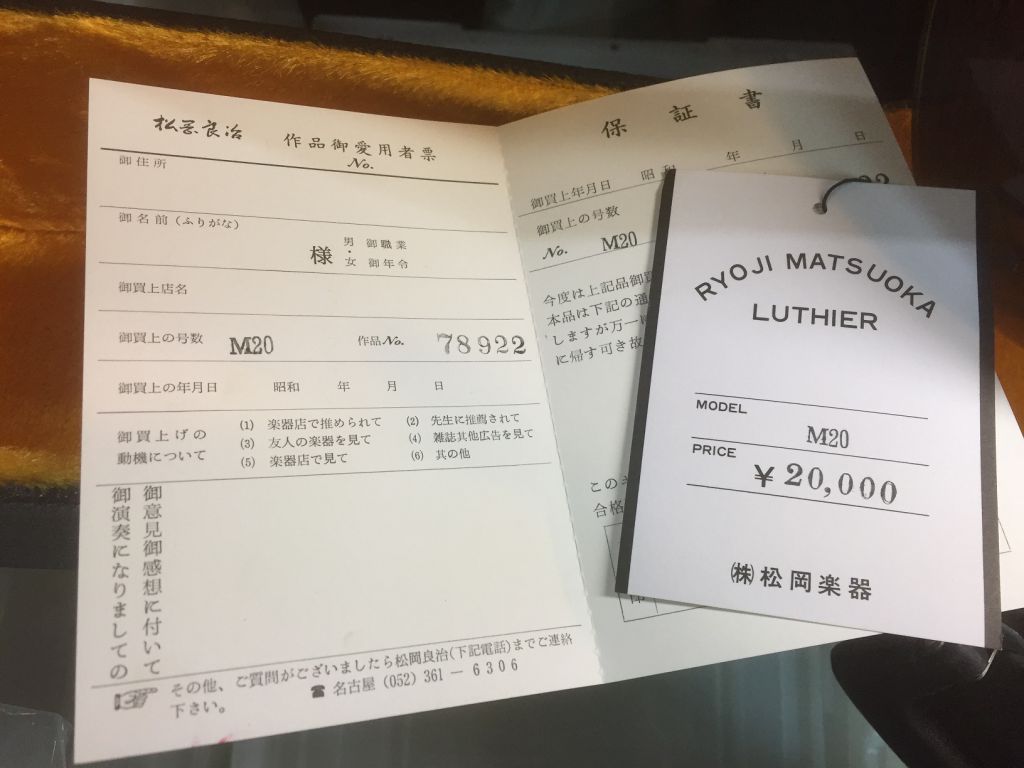 松岡良治 作品御愛用者票
No.
御住所
御名前(ふりがな)
様 男・女 御職業 御年令
御買上店名
御買上の号数 M20 作品No. 78922
御買上の年月日 昭和 年 月 日
御買上げの動機について
(1) 楽器店で推められて (2) 先生に推薦されて
(3) 友人の楽器を見て (4) 雑誌其他広告を見て
(5) 楽器店で見て (6) 其の他
御演奏になりましての
御意見御感想に付いて
☞ その他、ご質問がございましたら松岡良治(下記電話)までご連絡
下さい。 ☎ 名古屋(052)361-6306
保証書
年 月 日
御買上年月日 昭和
御買上の号数
No. M20
今度は上記品御買
本品は下記の通
しますが万一
に帰す可き故
この
合格
印
RYOJI MATSUOKA
LUTHIER
MODEL
M20
PRICE
¥20,000
㈱松岡楽器